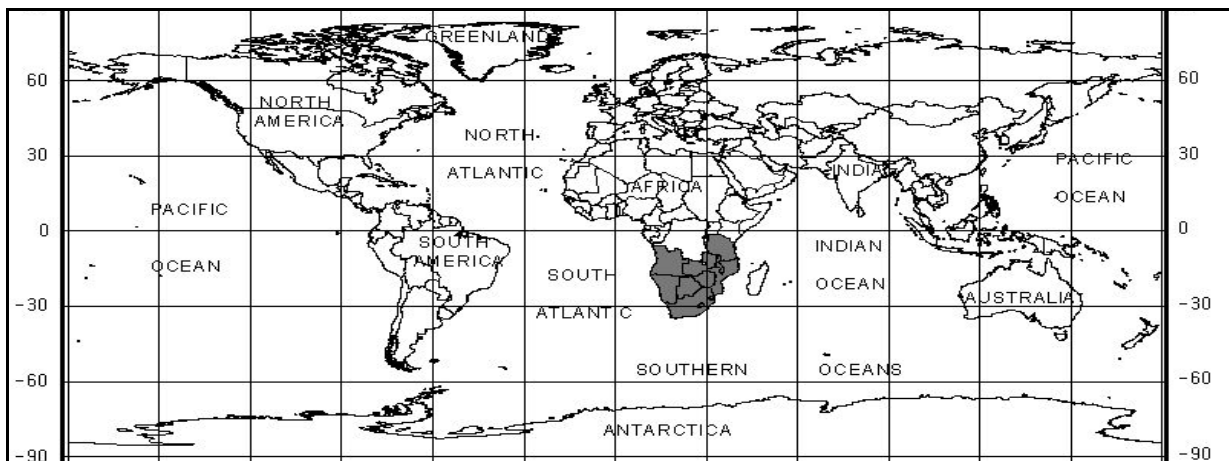 GREENLAND
60 60
NORTH
AMERICA
NORTH
30 30
PACIFIC
ATLANTIC
INDIA
AFRICA
OCEAN
PACIFIC
0 0
SOUTH
INDIAN
AMERICA
OCEAN
SOUTH
OCEAN
AUSTRALIA
-30 -30
ATLANTIC
SOUTHERN OCEANS
-60 -60
ANTARCTICA
-90 -90